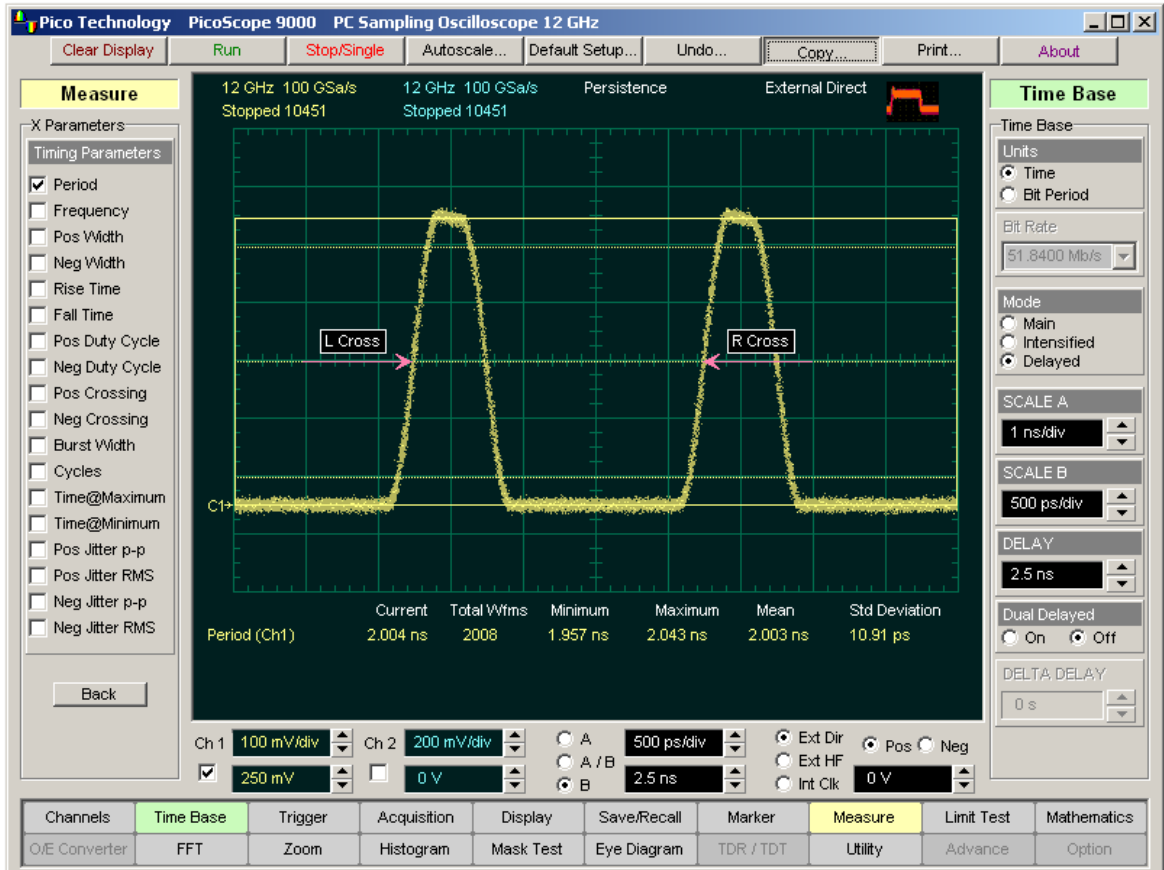 Pico Technology PicoScope 9000 PC Sampling Oscilloscope 12 GHz
Clear Display Run Stop/Single Autoscale... Default Setup... Undo... Copy... Print... About
Measure
X Parameters
Timing Parameters
Period
Frequency
Pos Width
Neg Width
Rise Time
Fall Time
Pos Duty Cycle
Neg Duty Cycle
Pos Crossing
Neg Crossing
Burst Width
Cycles
Time@Maximum
Time@Minimum
Pos Jitter p-p
Pos Jitter RMS
Neg Jitter p-p
Neg Jitter RMS
Back
12 GHz 100 GSa/s 12 GHz 100 GSa/s Persistence External Direct
Stopped 10451 Stopped 10451
L Cross R Cross
C1
Current Total Wfms Minimum Maximum Mean Std Deviation
Period (Ch1) 2.004 ns 2008 1.957 ns 2.043 ns 2.003 ns 10.91 ps
Time Base
Time Base
Units
Time
Bit Period
Bit Rate
51.8400 Mb/s
Mode
Main
Intensified
Delayed
SCALE A
1 ns/div
SCALE B
500 ps/div
DELAY
2.5 ns
Dual Delayed
On Off
DELTA DELAY
0 s
Ch 1 100 mV/div Ch 2 200 mV/div A 500 ps/div Ext Dir Pos Neg
A / B Ext HF
250 mV 0 V B 2.5 ns Int Clk 0 V
Channels Time Base Trigger Acquisition Display Save/Recall Marker Measure Limit Test Mathematics
O/E Converter FFT Zoom Histogram Mask Test Eye Diagram TDR / TDT Utility Advance Option